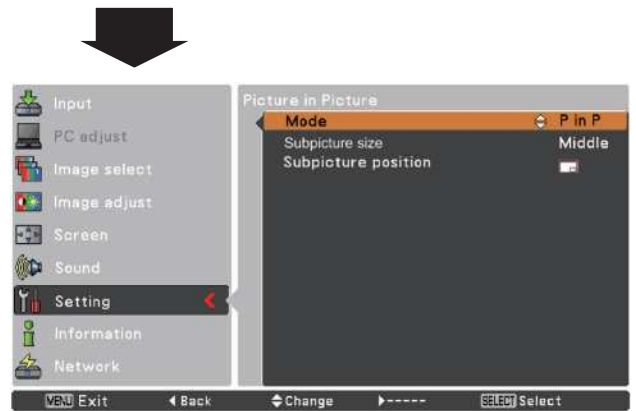 Input
PC adjust
Image select
Image adjust
Screen
Sound
Setting
Information
Network
Picture in Picture
Mode P in P
Subpicture size Middle
Subpicture position
MENU Exit Back Change ----- SELECT Select